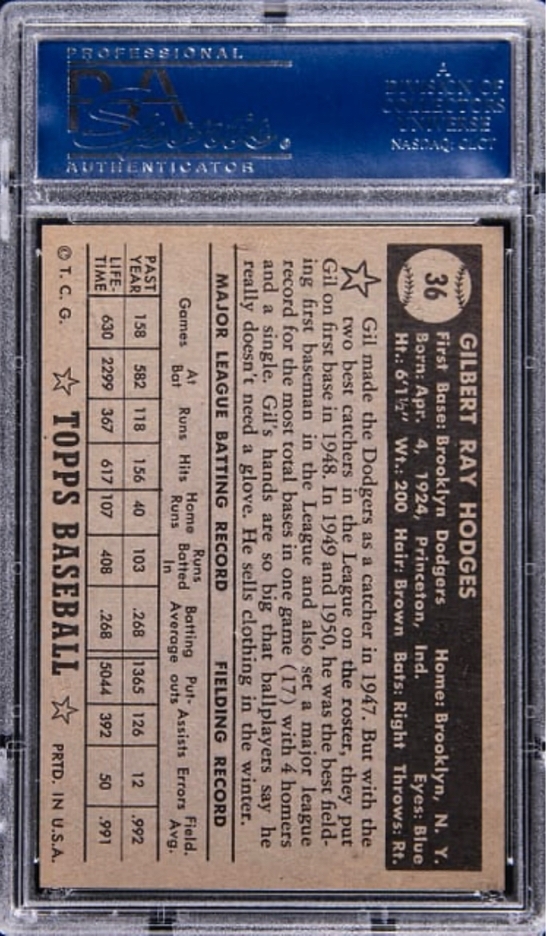 PROFESSIONAL
PSA
Sports
AUTHENTICATOR
A
DIVISION OF
COLLECTORS
UNIVERSE
NASDAQ: CLCT
36
GILBERT RAY HODGES
First Base: Brooklyn Dodgers Home: Brooklyn, N. Y.
Born: Apr. 4, 1924, Princeton, Ind. Eyes: Blue
Ht.: 6'1½" Wt.: 200 Hair: Brown Bats: Right Throws: Rt.
Gil made the Dodgers as a catcher in 1947. But with the
two best catchers in the League on the roster, they put
Gil on first base in 1948. In 1949 and 1950, he was the best field-
ing first baseman in the League and also set a major league
record for the most total bases in one game (17) with 4 homers
and a single. Gil's hands are so big that ballplayers say he
really doesn't need a glove. He sells clothing in the winter.
MAJOR LEAGUE BATTING RECORD FIELDING RECORD
Games At Bat Runs Hits Home Runs Runs Batted In Batting Average Put-outs Assists Errors Field. Avg.
PAST YEAR 158 582 118 156 40 103 .268 1365 126 12 .992
LIFE-TIME 630 2299 367 617 107 408 .268 5044 392 50 .991
© T. C. G. ☆ TOPPS BASEBALL ☆ PRTD. IN U.S.A.